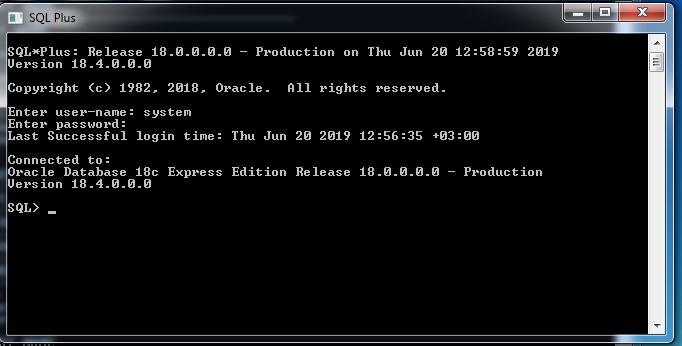 SQL Plus
SQL*Plus: Release 18.0.0.0.0 - Production on Thu Jun 20 12:58:59 2019
Version 18.4.0.0.0
Copyright (c) 1982, 2018, Oracle.  All rights reserved.
Enter user-name: system
Enter password:
Last Successful login time: Thu Jun 20 2019 12:56:35 +03:00
Connected to:
Oracle Database 18c Express Edition Release 18.0.0.0.0 - Production
Version 18.4.0.0.0
SQL> _